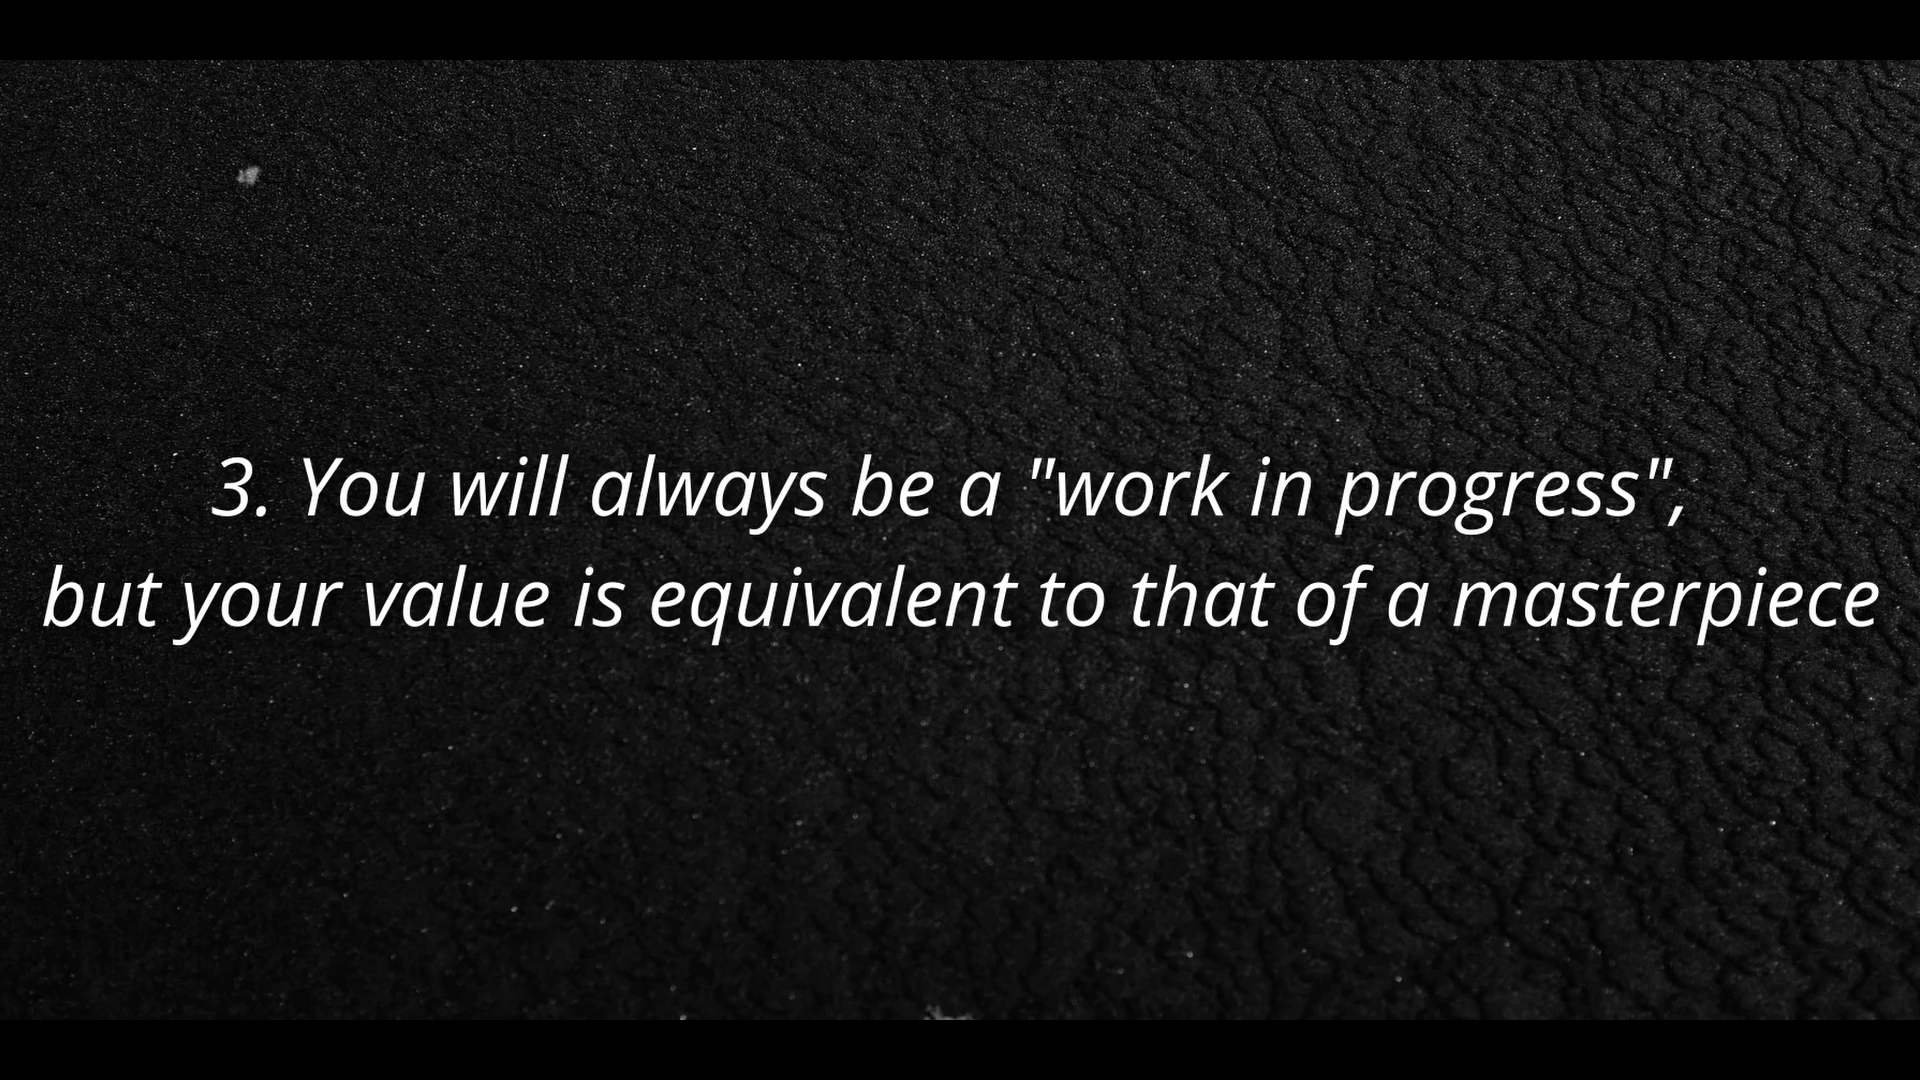 3. You will always be a "work in progress",
but your value is equivalent to that of a masterpiece